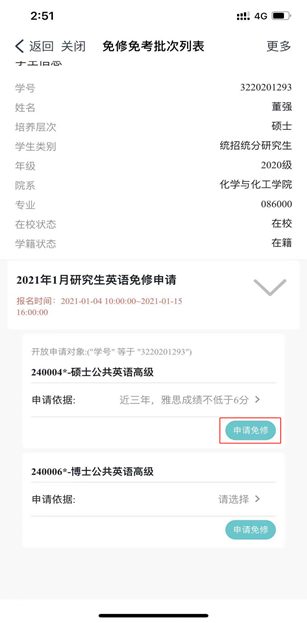 2:51 4G
返回 关闭 免修免考批次列表 更多
学号 3220201293
姓名 董强
培养层次 硕士
学生类别 统招统分研究生
年级 2020级
院系 化学与化工学院
专业 086000
在校状态 在校
学籍状态 在籍
2021年1月研究生英语免修申请
报名时间：2021-01-04 10:00:00~2021-01-15
16:00:00
开放申请对象:("学号" 等于 "3220201293")
240004*-硕士公共英语高级
申请依据: 近三年，雅思成绩不低于6分 >
申请免修
240006*-博士公共英语高级
申请依据: 请选择 >
申请免修